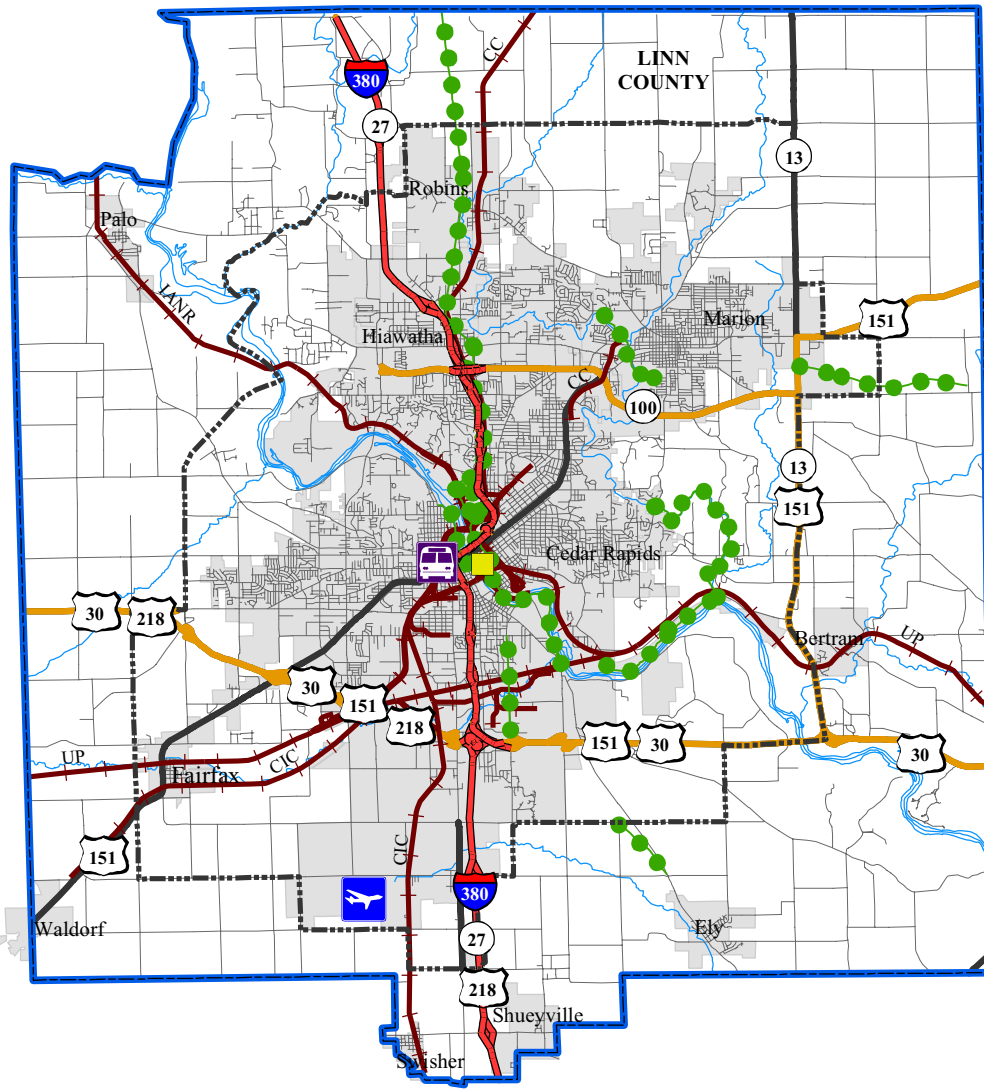 CC
LINN
COUNTY
380
27
13
Robins
Palo
IANR
151
Marion
Hiawatha
CC
100
13
151
Cedar Rapids
30
218
Bertram
UP
30
151
218
151
30
30
UP
CIC
Fairfax
151
CIC
380
Waldorf
Ely
27
218
Shueyville
Swisher